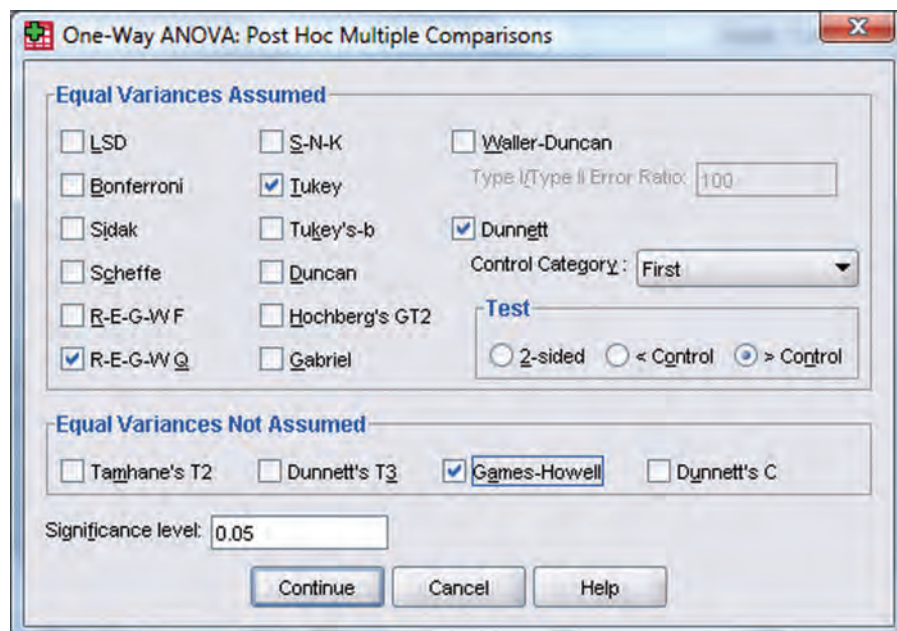 One-Way ANOVA: Post Hoc Multiple Comparisons
Equal Variances Assumed
LSD S-N-K Waller-Duncan
Bonferroni Tukey Type I/Type II Error Ratio: 100
Sidak Tukey's-b Dunnett
Scheffe Duncan Control Category: First
R-E-G-W F Hochberg's GT2 Test
R-E-G-W Q Gabriel 2-sided < Control > Control
Equal Variances Not Assumed
Tamhane's T2 Dunnett's T3 Games-Howell Dunnett's C
Significance level: 0.05
Continue Cancel Help